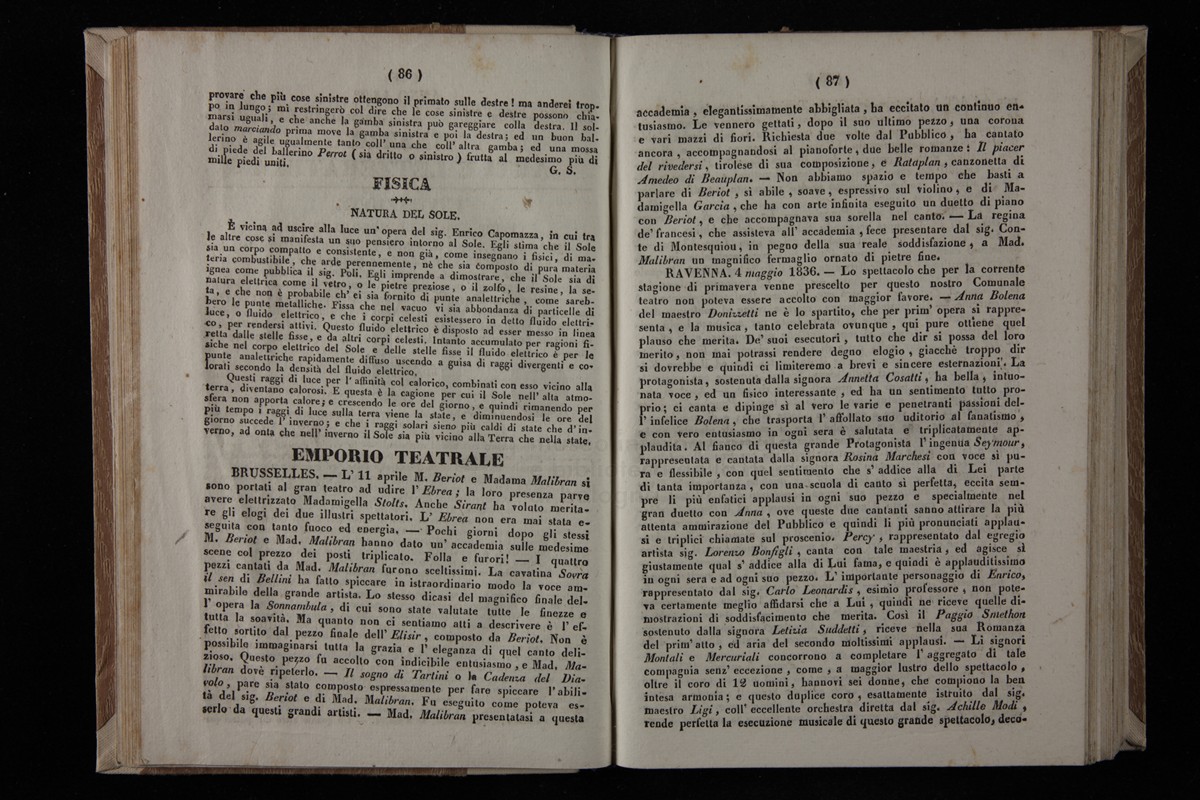 ( 86 )
provare che più cose sinistre ottengono il primato sulle destre ! ma anderei trop-
po in lungo ; mi restringerò col dire che le cose sinistre e destre possono chia-
marsi uguali, e che anche la gamba sinistra può gareggiare colla destra. Il sol-
dato marciando prima move la gamba sinistra e poi la destra; ed un buon bal-
lerino è agile ugualmente tanto coll' una che coll' altra gamba ; ed una mossa
di piede del ballerino Perrot ( sia dritto o sinistro ) frutta al medesimo più di
mille piedi uniti.
G. S.
FISICA
NATURA DEL SOLE.
È vicina ad uscire alla luce un' opera del sig. Enrico Capomazza, in cui tra
le altre cose si manifesta un suo pensiero intorno al Sole. Egli stima che il Sole
sia un corpo compatto e consistente, e non già, come insegnano i fisici, di ma-
teria combustibile, che arde perennemente, nè che sia composto di pura materia
ignea come pubblica il sig. Poli. Egli imprende a dimostrare, che il Sole sia di
natura elettrica come il vetro, o le pietre preziose, o il zolfo, le resine, la se-
ta, e che non è probabile ch' ei sia fornito di punte analettriche, come sareb-
bero le punte metalliche. Fissa che nel vacuo vi sia abbondanza di particelle di
luce, o fluido elettrico, e che i corpi celesti esistessero in detto fluido elettri-
co, per rendersi attivi. Questo fluido elettrico è disposto ad esser messo in linea
retta dalle stelle fisse, e da altri corpi celesti. Intanto accumulato per ragioni fi-
siche nel corpo elettrico del Sole e delle stelle fisse il fluido elettrico è per le
punte analettriche rapidamente diffuso uscendo a guisa di raggi divergenti e co-
lorati secondo la densità del fluido elettrico.
Questi raggi di luce per l' affinità col calorico, combinati con esso vicino alla
terra, diventano calorosi. E questa è la cagione per cui il Sole nell' alta atmo-
sfera non apporta calore; e crescendo le ore del giorno, e quindi rimanendo per
più tempo i raggi di luce sulla terra viene la state, e diminuendosi le ore del
giorno succede l' inverno; e che i raggi solari sieno più caldi di state che d' in-
verno, ad onta che nell' inverno il Sole sia più vicino alla Terra che nella state.
EMPORIO TEATRALE
BRUSSELLES. — L' 11 aprile M. Beriot e Madama Malibran si
sono portati al gran teatro ad udire l' Ebrea ; la loro presenza parve
avere elettrizzato Madamigella Stolts. Anche Sirant ha voluto merita-
re gli elogi dei due illustri spettatori. L' Ebrea non era mai stata e-
seguita con tanto fuoco ed energia. — Pochi giorni dopo gli stessi
M. Beriot e Mad. Malibran hanno dato un' accademia sulle medesime
scene col prezzo dei posti triplicato. Folla e furori! — I quattro
pezzi cantati da Mad. Malibran furono sceltissimi. La cavatina Sovra
il sen di Bellini ha fatto spiccare in istraordinario modo la voce am-
mirabile della grande artista. Lo stesso dicasi del magnifico finale del-
l' opera la Sonnambula, di cui sono state valutate tutte le finezze e
tutta la soavità. Ma quanto non ci sentiamo atti a descrivere è l' ef-
fetto sortito dal pezzo finale dell' Elisir, composto da Beriot. Non è
possibile immaginarsi tutta la grazia e l' eleganza di quel canto deli-
zioso. Questo pezzo fu accolto con indicibile entusiasmo, e Mad. Ma-
libran dovè ripeterlo. — Il sogno di Tartini o la Cadenza del Dia-
volo, pare sia stato composto espressamente per fare spiccare l' abili-
tà del sig. Beriot e di Mad. Malibran. Fu eseguito come poteva es-
serlo da questi grandi artisti. — Mad. Malibran presentatasi a questa
( 87 )
accademia, elegantissimamente abbigliata, ha eccitato un continuo en-
tusiasmo. Le vennero gettati, dopo il suo ultimo pezzo, una corona
e vari mazzi di fiori. Richiesta due volte dal Pubblico, ha cantato
ancora, accompagnandosi al pianoforte, due belle romanze : Il piacer
del rivedersi, tirolese di sua composizione, e Rataplan, canzonetta di
Amedeo di Beauplan. — Non abbiamo spazio e tempo che basti a
parlare di Beriot, sì abile, soave, espressivo sul violino, e di Ma-
damigella Garcia, che ha con arte infinita eseguito un duetto di piano
con Beriot, e che accompagnava sua sorella nel canto. — La regina
de' francesi, che assisteva all' accademia, fece presentare dal sig. Con-
te di Montesquiou, in pegno della sua reale soddisfazione, a Mad.
Malibran un magnifico fermaglio ornato di pietre fine.
RAVENNA. 4 maggio 1836. — Lo spettacolo che per la corrente
stagione di primavera venne prescelto per questo nostro Comunale
teatro non poteva essere accolto con maggior favore. — Anna Bolena
del maestro Donizzetti ne è lo spartito, che per prim' opera si rappre-
senta, e la musica, tanto celebrata ovunque, qui pure ottiene quel
plauso che merita. De' suoi esecutori, tutto che dir si possa del loro
merito, non mai potrassi rendere degno elogio, giacchè troppo dir
si dovrebbe e quindi ci limiteremo a brevi e sincere esternazioni. La
protagonista, sostenuta dalla signora Annetta Cosatti, ha bella, intuo-
nata voce, ed un fisico interessante, ed ha un sentimento tutto pro-
prio; ci canta e dipinge sì al vero le varie e penetranti passioni del-
l' infelice Bolena, che trasporta l' affollato suo uditorio al fanatismo,
e con vero entusiasmo in ogni sera è salutata e triplicatamente ap-
plaudita. Al fianco di questa grande Protagonista l' ingenua Seymour,
rappresentata e cantata dalla signora Rosina Marchesi con voce sì pu-
ra e flessibile, con quel sentimento che s' addice alla di Lei parte
di tanta importanza, con una scuola di canto sì perfetta, eccita sem-
pre li più enfatici applausi in ogni suo pezzo e specialmente nel
gran duetto con Anna, ove queste due cantanti sanno attirare la più
attenta ammirazione del Pubblico e quindi li più pronunciati applau-
si e triplici chiamate sul proscenio. Percy, rappresentato dal egregio
artista sig. Lorenzo Bonfigli, canta con tale maestria, ed agisce sì
giustamente qual s' addice alla di Lui fama, e quindi è applauditissimo
in ogni sera e ad ogni suo pezzo. L' importante personaggio di Enrico,
rappresentato dal sig. Carlo Leonardis, esimio professore, non pote-
va certamente meglio affidarsi che a Lui, quindi ne riceve quelle di-
mostrazioni di soddisfacimento che merita. Così il Paggio Smethon
sostenuto dalla signora Letizia Suddetti, riceve nella sua Romanza
del prim' atto, ed aria del secondo moltissimi applausi. — Li signori
Montali e Mercuriali concorrono a completare l' aggregato di tale
compagnia senz' eccezione, come, a maggior lustro dello spettacolo,
oltre il coro di 12 uomini, hannovi sei donne, che compiono la ben
intesa armonia; e questo duplice coro, esattamente istruito dal sig.
maestro Ligi, coll' eccellente orchestra diretta dal sig. Achille Modi,
rende perfetta la esecuzione musicale di questo grande spettacolo, deco-